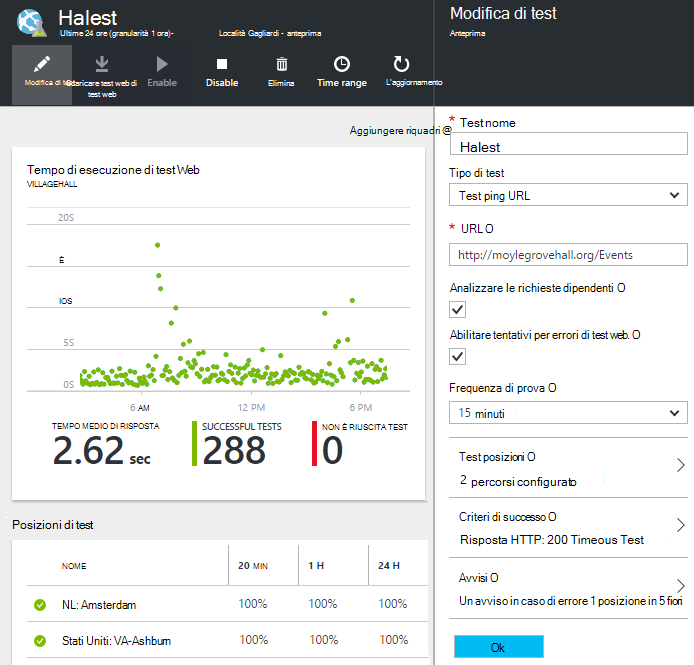 Halest
Ultime 24 ore (granularità 1 ora)-
Località Gagliardi - anteprima
Modifica di test
Scaricare test web di
test web
Enable
Disable
Elimina
Time range
L'aggiornamento
Aggiungere riquadri @
Tempo di esecuzione di test Web
VILLAGEHALL
20S
È
IOS
5S
0S
6 AM
12 PM
6 PM
TEMPO MEDIO DI RISPOSTA
2.62 sec
SUCCESSFUL TESTS
288
NON È RIUSCITA TEST
0
Posizioni di test
NOME
20 MIN
1 H
24 H
NL: Amsterdam
100%
100%
100%
Stati Uniti: VA-Ashbum
100%
100%
100%
Modifica di test
Anteprima
* Test nome
Halest
Tipo di test
Test ping URL
* URL O
http://moylegrovehall.org/Events
Analizzare le richieste dipendenti O
Abilitare tentativi per errori di test web. O
Frequenza di prova O
15 minuti
Test posizioni O
2 percorsi configurato
Criteri di successo O
Risposta HTTP: 200 Timeous Test
Avvisi O
Un avviso in caso di errore 1 posizione in 5 fiori
Ok